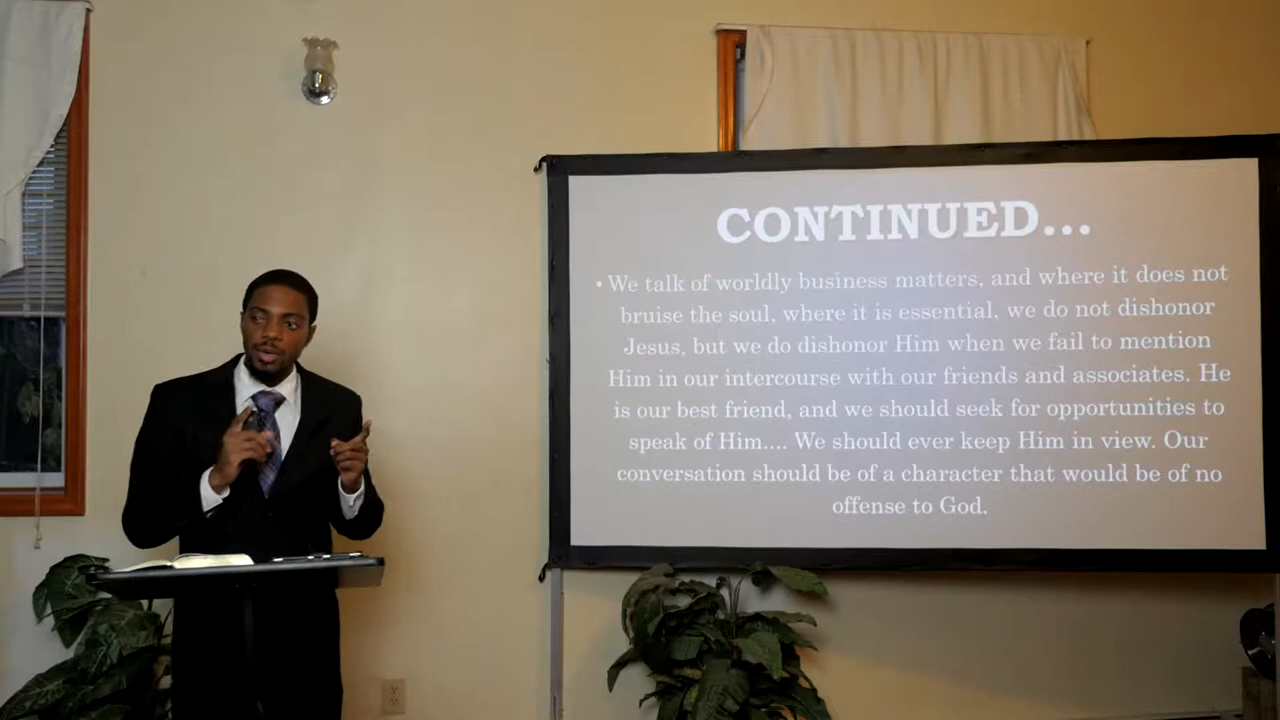 CONTINUED...
• We talk of worldly business matters, and where it does not
bruise the soul, where it is essential, we do not dishonor
Jesus, but we do dishonor Him when we fail to mention
Him in our intercourse with our friends and associates. He
is our best friend, and we should seek for opportunities to
speak of Him.... We should ever keep Him in view. Our
conversation should be of a character that would be of no
offense to God.